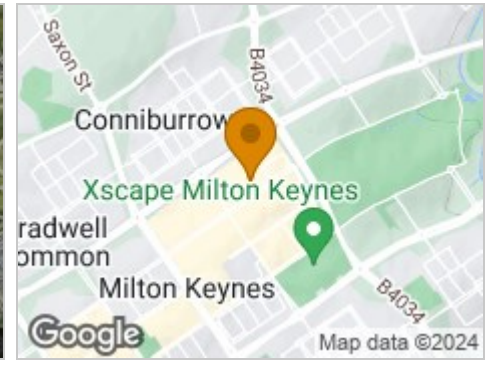 Saxon St
B4034
Conniburrow
Xscape Milton Keynes
radwell
ommon
Milton Keynes
B4034
Google
Map data ©2024